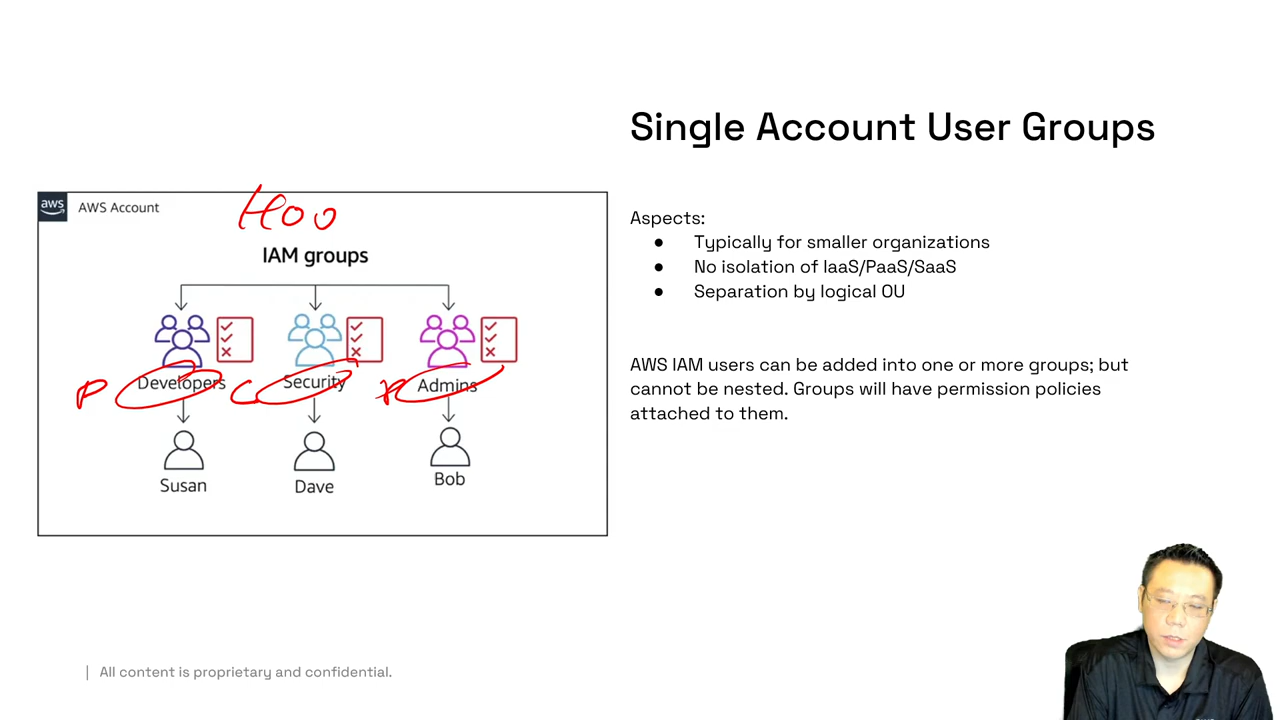 Single Account User Groups
aws
AWS Account
Hoo
IAM groups
Developers
Security
Admins
P
C
Susan
Dave
Bob
Aspects:
● Typically for smaller organizations
● No isolation of IaaS/PaaS/SaaS
● Separation by logical OU
AWS IAM users can be added into one or more groups; but
cannot be nested. Groups will have permission policies
attached to them.
| All content is proprietary and confidential.